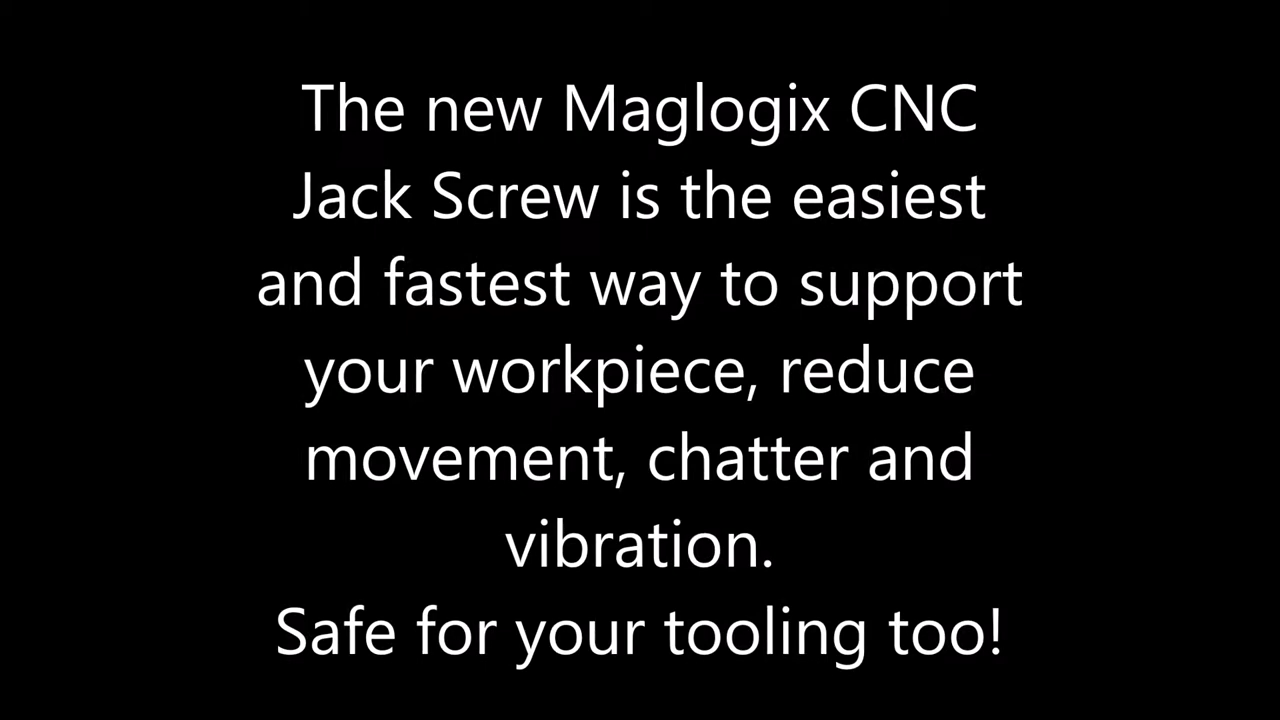 The new Maglogix CNC
Jack Screw is the easiest
and fastest way to support
your workpiece, reduce
movement, chatter and
vibration.
Safe for your tooling too!